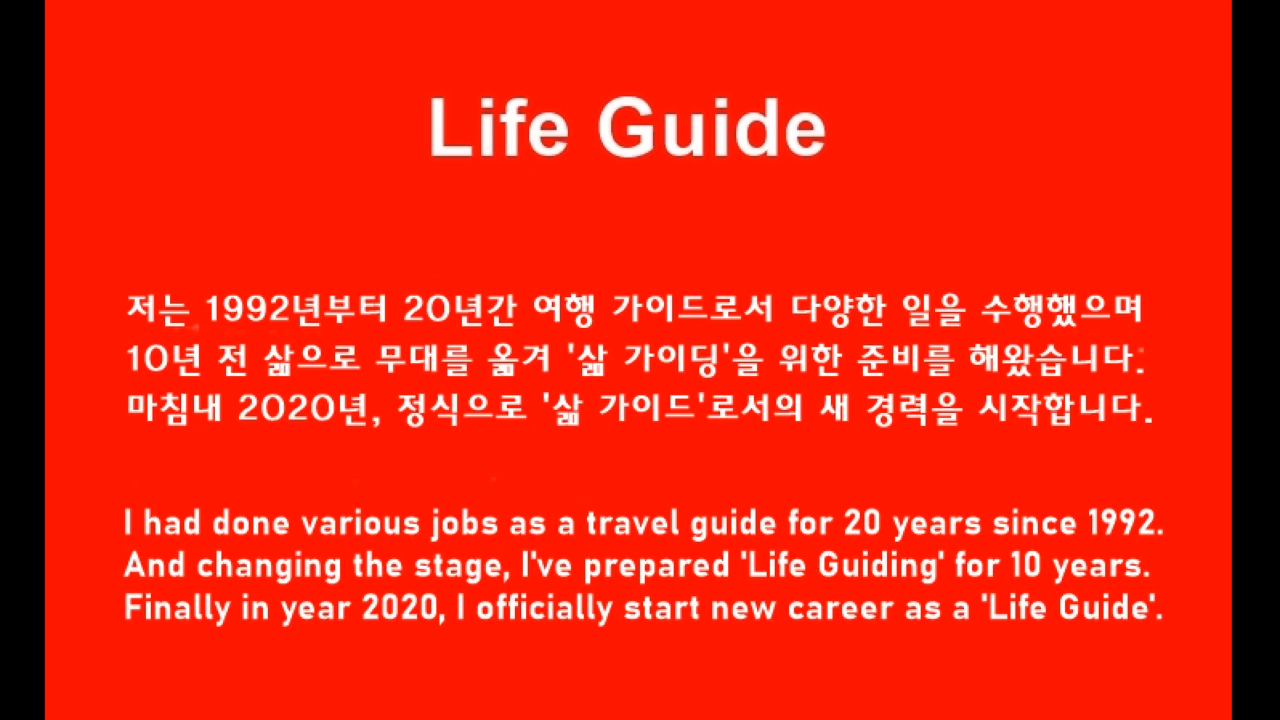 Life Guide
저는 1992년부터 20년간 여행 가이드로서 다양한 일을 수행했으며
10년 전 삶으로 무대를 옮겨 '삶 가이딩'을 위한 준비를 해왔습니다.
마침내 2020년, 정식으로 '삶 가이드'로서의 새 경력을 시작합니다.
I had done various jobs as a travel guide for 20 years since 1992.
And changing the stage, I've prepared 'Life Guiding' for 10 years.
Finally in year 2020, I officially start new career as a 'Life Guide'.